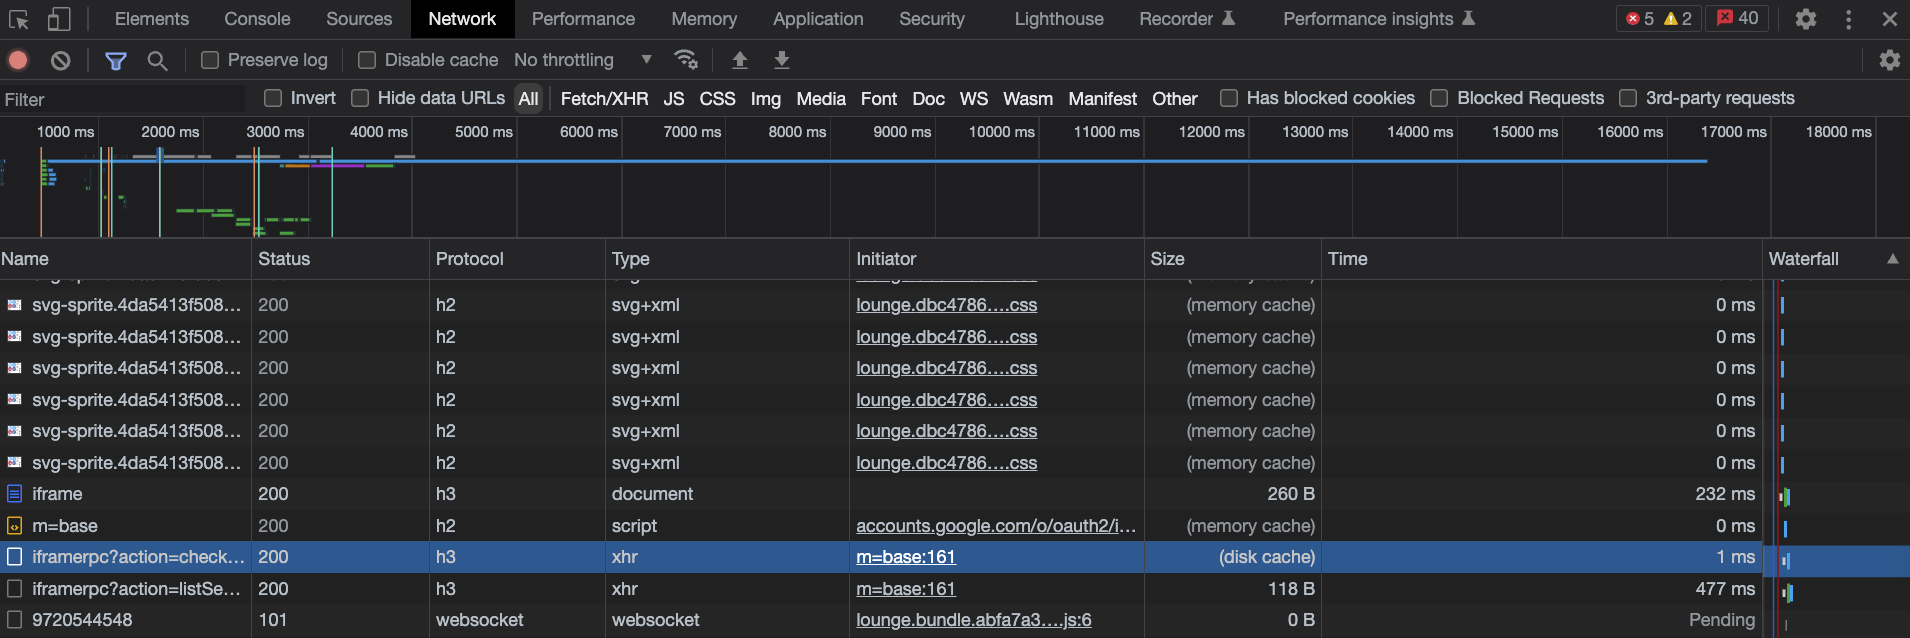 Elements Console Sources Network Performance Memory Application Security Lighthouse Recorder Performance insights 5 2 40
Preserve log Disable cache No throttling
Filter Invert Hide data URLs All Fetch/XHR JS CSS Img Media Font Doc WS Wasm Manifest Other Has blocked cookies Blocked Requests 3rd-party requests
1000 ms 2000 ms 3000 ms 4000 ms 5000 ms 6000 ms 7000 ms 8000 ms 9000 ms 10000 ms 11000 ms 12000 ms 13000 ms 14000 ms 15000 ms 16000 ms 17000 ms 18000 ms
Name Status Protocol Type Initiator Size Time Waterfall
svg-sprite.4da5413f508... 200 h2 svg+xml lounge.dbc4786....css (memory cache) 0 ms
svg-sprite.4da5413f508... 200 h2 svg+xml lounge.dbc4786....css (memory cache) 0 ms
svg-sprite.4da5413f508... 200 h2 svg+xml lounge.dbc4786....css (memory cache) 0 ms
svg-sprite.4da5413f508... 200 h2 svg+xml lounge.dbc4786....css (memory cache) 0 ms
svg-sprite.4da5413f508... 200 h2 svg+xml lounge.dbc4786....css (memory cache) 0 ms
svg-sprite.4da5413f508... 200 h2 svg+xml lounge.dbc4786....css (memory cache) 0 ms
iframe 200 h3 document 260 B 232 ms
m=base 200 h2 script accounts.google.com/o/oauth2/i... (memory cache) 0 ms
iframerpc?action=check... 200 h3 xhr m=base:161 (disk cache) 1 ms
iframerpc?action=listSe... 200 h3 xhr m=base:161 118 B 477 ms
9720544548 101 websocket websocket lounge.bundle.abfa7a3....js:6 0 B Pending